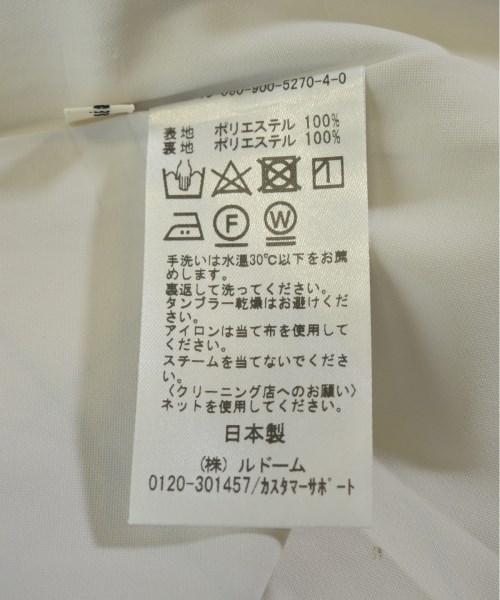 -900-5270-4-0
表地 ポリエステル 100%
裏地 ポリエステル 100%
F W
手洗いは水温30℃以下をお薦
めします。
裏返して洗ってください。
タンブラー乾燥はお避けくだ
さい。
アイロンは当て布を使用して
ください。
スチームを当てないでくださ
い。
〈クリーニング店へのお願い〉
ネットを使用してください。
日本製
(株) ルドーム
0120-301457/カスタマーサポート